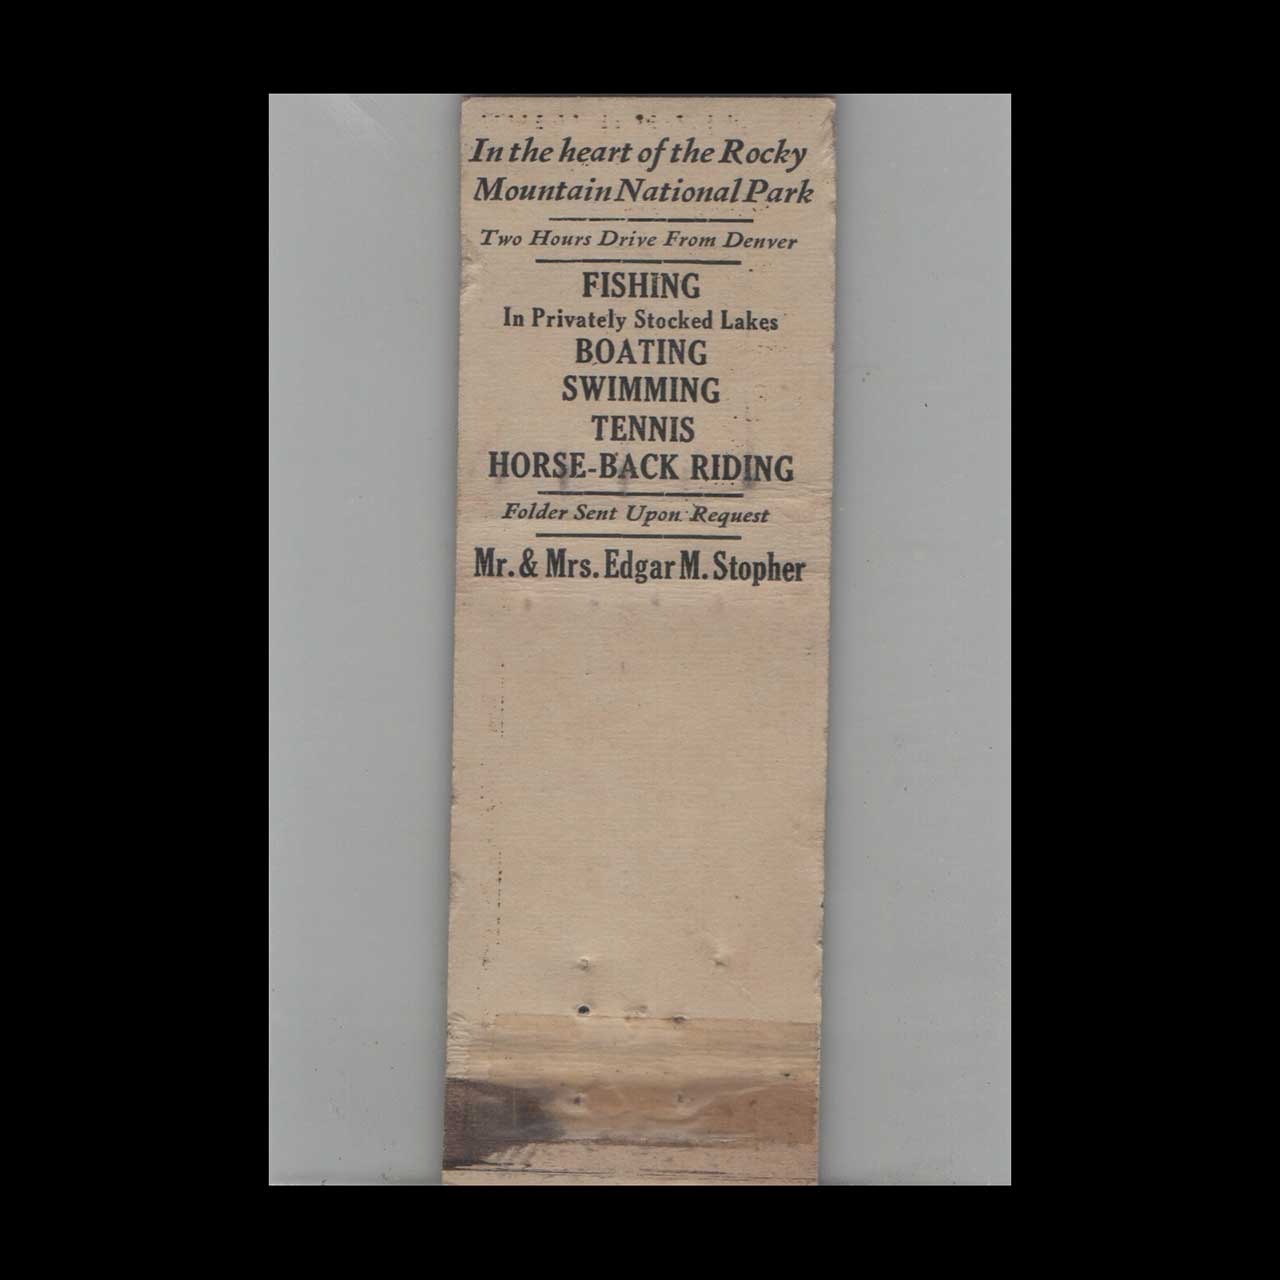 In the heart of the Rocky
Mountain National Park
Two Hours Drive From Denver
FISHING
In Privately Stocked Lakes
BOATING
SWIMMING
TENNIS
HORSE-BACK RIDING
Folder Sent Upon Request
Mr. & Mrs. Edgar M. Stopher